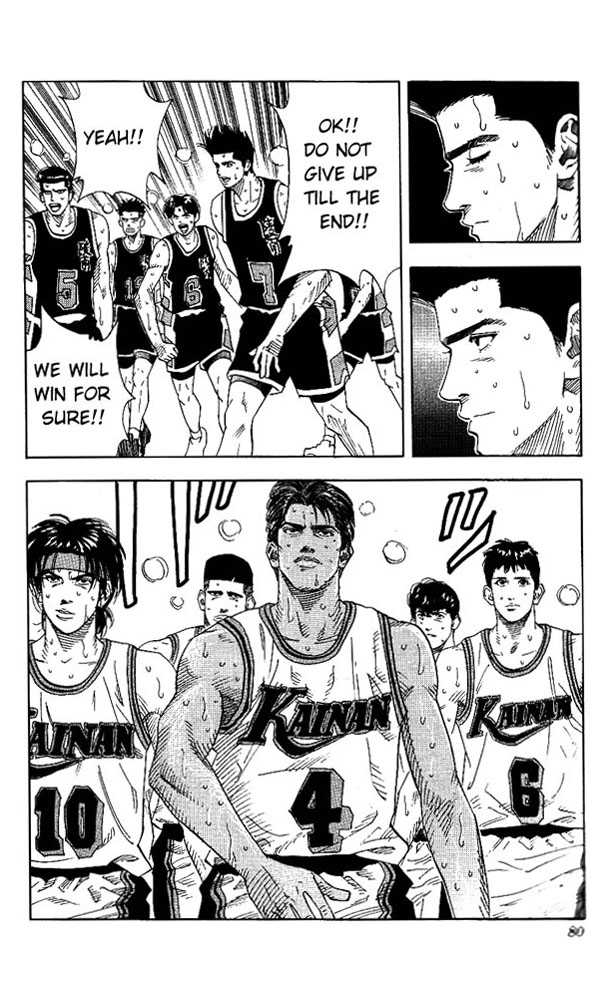 OK!!
DO NOT
GIVE UP
TILL THE
END!!
YEAH!!
5
6
7
WE WILL
WIN FOR
SURE!!
AINAN
10
KAINAN
4
KAINAN
6
80